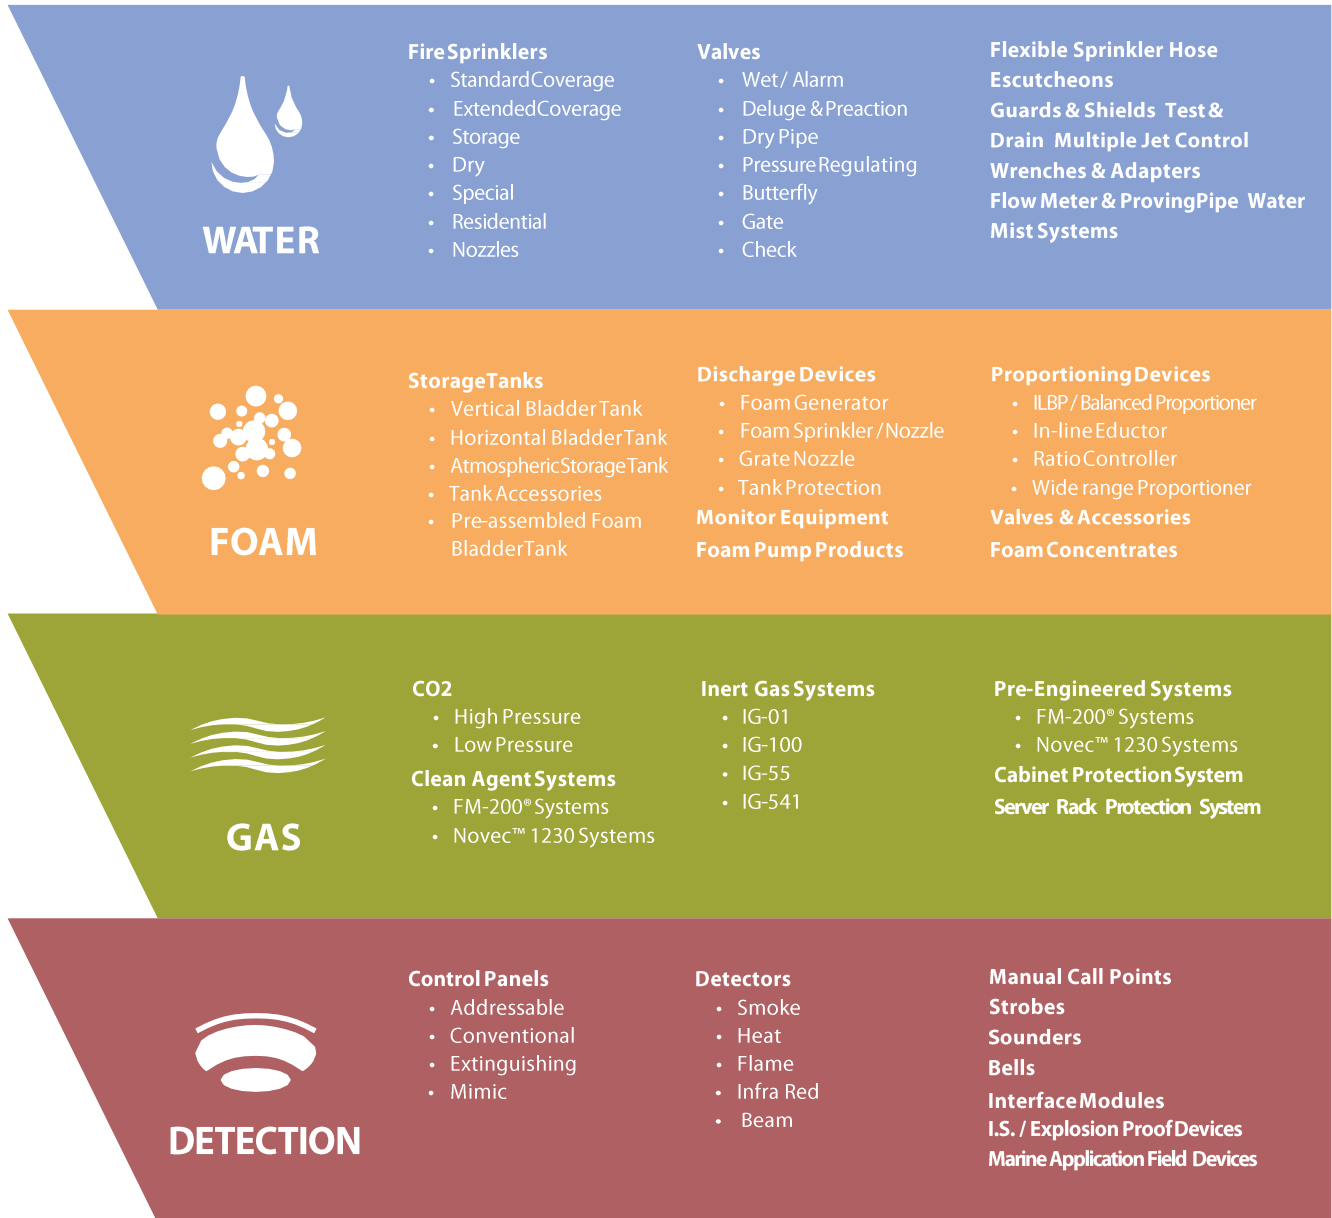 WATER
Fire Sprinklers
• Standard Coverage
• Extended Coverage
• Storage
• Dry
• Special
• Residential
• Nozzles
Valves
• Wet / Alarm
• Deluge & Preaction
• Dry Pipe
• Pressure Regulating
• Butterfly
• Gate
• Check
Flexible Sprinkler Hose
Escutcheons
Guards & Shields Test &
Drain Multiple Jet Control
Wrenches & Adapters
Flow Meter & Proving Pipe Water
Mist Systems
FOAM
Storage Tanks
• Vertical Bladder Tank
• Horizontal Bladder Tank
• Atmospheric Storage Tank
• Tank Accessories
• Pre-assembled Foam
Bladder Tank
Discharge Devices
• Foam Generator
• Foam Sprinkler / Nozzle
• Grate Nozzle
• Tank Protection
Monitor Equipment
Foam Pump Products
Proportioning Devices
• ILBP / Balanced Proportioner
• In-line Eductor
• Ratio Controller
• Wide range Proportioner
Valves & Accessories
Foam Concentrates
GAS
CO2
• High Pressure
• Low Pressure
Clean Agent Systems
• FM-200® Systems
• Novec™ 1230 Systems
Inert Gas Systems
• IG-01
• IG-100
• IG-55
• IG-541
Pre-Engineered Systems
• FM-200® Systems
• Novec™ 1230 Systems
Cabinet Protection System
Server Rack Protection System
DETECTION
Control Panels
• Addressable
• Conventional
• Extinguishing
• Mimic
Detectors
• Smoke
• Heat
• Flame
• Infra Red
• Beam
Manual Call Points
Strobes
Sounders
Bells
Interface Modules
I.S. / Explosion Proof Devices
Marine Application Field Devices